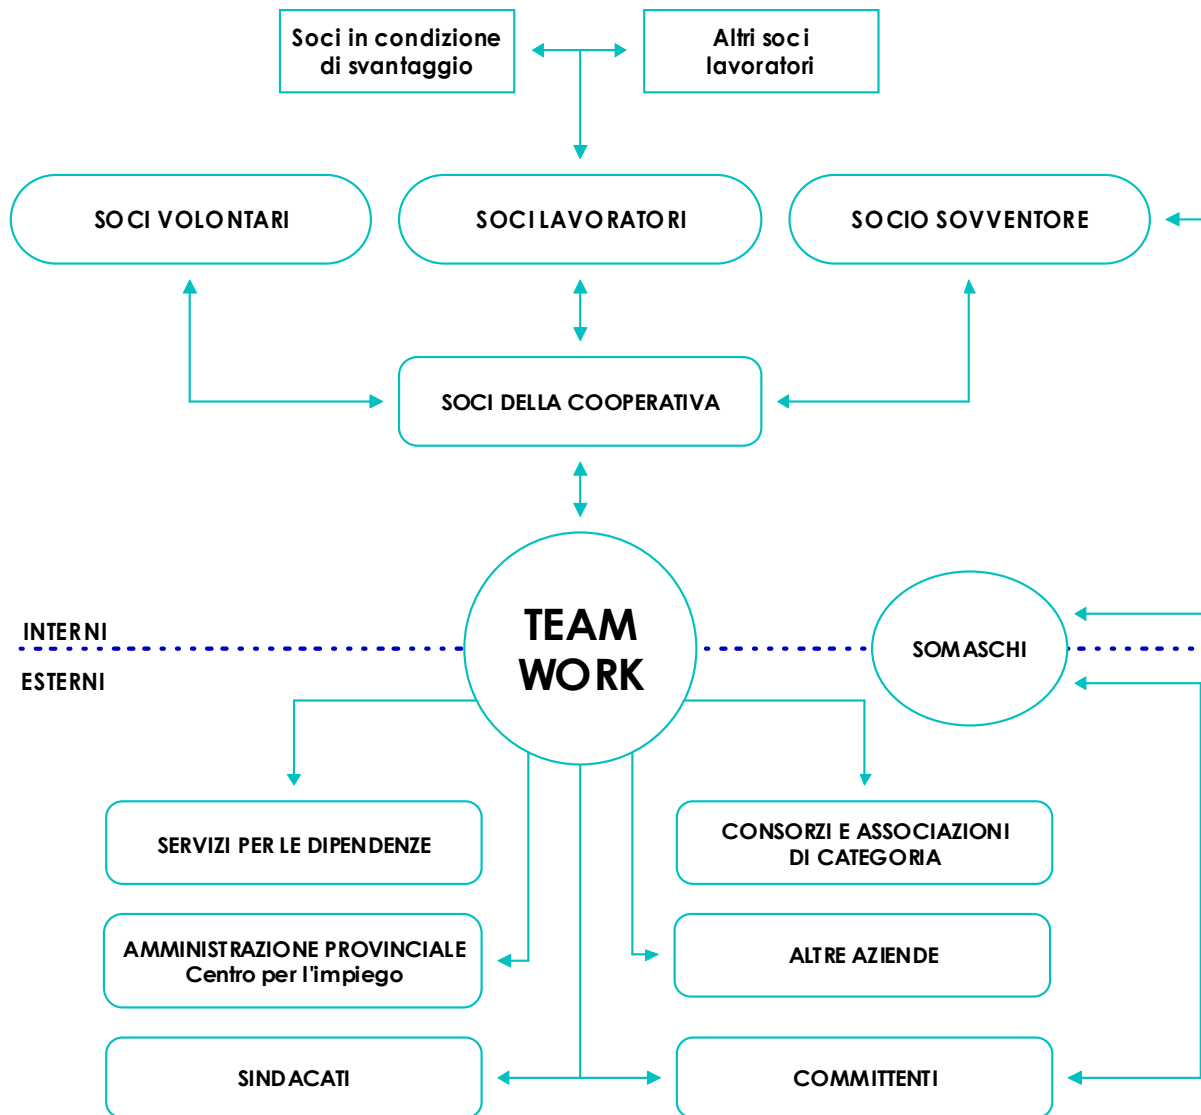 Soci in condizione
di svantaggio
Altri soci
lavoratori
SOCI VOLONTARI
SOCI LAVORATORI
SOCIO SOVVENTORE
SOCI DELLA COOPERATIVA
TEAM
WORK
INTERNI
ESTERNI
SOMASCHI
SERVIZI PER LE DIPENDENZE
CONSORZI E ASSOCIAZIONI
DI CATEGORIA
AMMINISTRAZIONE PROVINCIALE
Centro per l'impiego
ALTRE AZIENDE
SINDACATI
COMMITTENTI